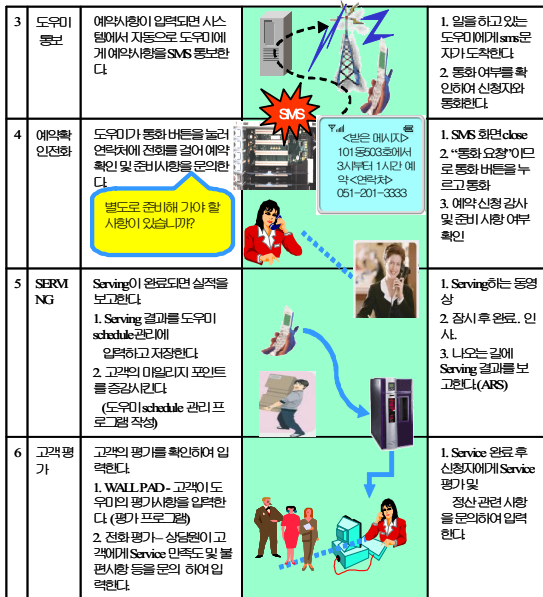 3
도우미
통보
예약사항이 입력되면 시스
템에서 자동으로 도우미에
게 예약사항을 SMS 통보한
다.
1. 일을 하고 있는
도우미에게 sms문
자가 도착한다.
2. 통화 여부를 확
인하여 신청자와
통화한다.
SMS
4
예약확
인전화
도우미가 통화 버튼을 눌러
연락처에 전화를 걸어 예약
확인 및 준비사항을 문의한
다.
별도로 준비해 가야 할
사항이 있습니까?
<받은 메시지>
101동503호에서
3시부터 1시간 예
약<연락처>
051-201-3333
1. SMS 화면 close
2. “통화 요청”이므
로 통화 버튼을 누
르고 통화
3. 예약 신청 감사
및 준비 사항 여부
확인
5
SERVI
NG
Serving이 완료되면 실적을
보고한다.
1. Serving 결과를 도우미
schedule관리에
입력하고 저장한다.
2. 고객의 마일리지 포인트
를 증감시킨다.
(도우미 schedule 관리 프
로그램 작성)
1. Serving하는 동영
상
2. 잠시 후 완료.. 인
사..
3. 나오는 길에
Serving 결과를 보
고한다.(ARS)
6
고객 평
가
고객의 평가를 확인하여 입
력한다.
1. WALL PAD - 고객이 도
우미의 평가사항을 입력한
다. (평가 프로그램)
2. 전화 평가 – 상담원이 고
객에게 Service 만족도 및 불
편사항 등을 문의 하여 입
력한다.
1. Service 완료 후
신청자에게 Service
평가 및
정산 관련 사항
을 문의하여 입력
한다.